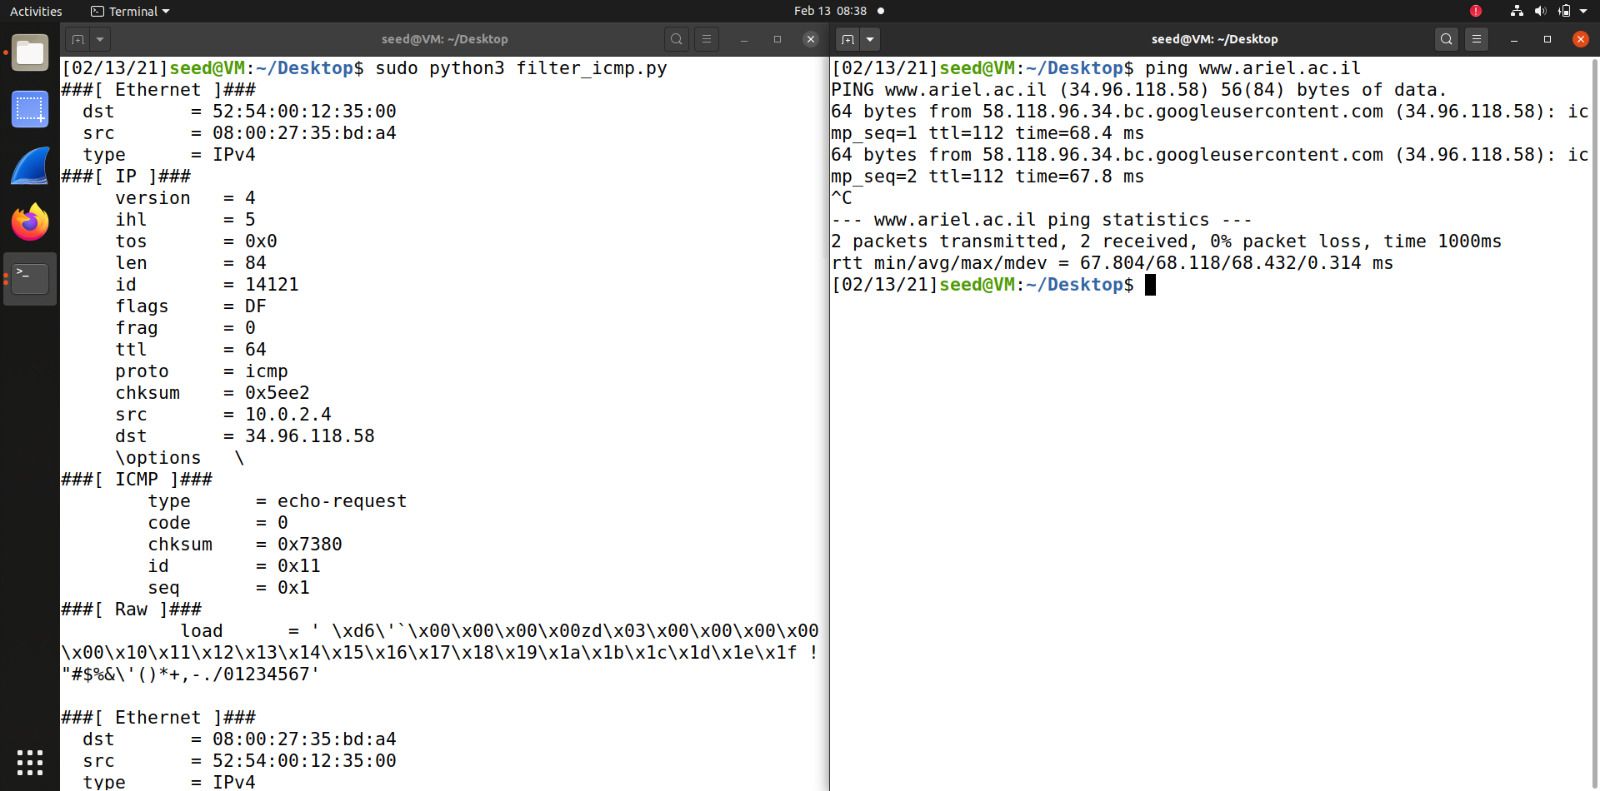 Activities
Terminal
Feb 13 08:38
seed@VM: ~/Desktop
[02/13/21]seed@VM:~/Desktop$ sudo python3 filter_icmp.py
###[ Ethernet ]###
  dst       = 52:54:00:12:35:00
  src       = 08:00:27:35:bd:a4
  type      = IPv4
###[ IP ]###
     version   = 4
     ihl       = 5
     tos       = 0x0
     len       = 84
     id        = 14121
     flags     = DF
     frag      = 0
     ttl       = 64
     proto     = icmp
     chksum    = 0x5ee2
     src       = 10.0.2.4
     dst       = 34.96.118.58
     \options   \
###[ ICMP ]###
        type      = echo-request
        code      = 0
        chksum    = 0x7380
        id        = 0x11
        seq       = 0x1
###[ Raw ]###
           load      = ' \xd6\'`\x00\x00\x00\x00zd\x03\x00\x00\x00\x00
\x00\x10\x11\x12\x13\x14\x15\x16\x17\x18\x19\x1a\x1b\x1c\x1d\x1e\x1f !
"#$%&\'()*+,-./01234567'
###[ Ethernet ]###
  dst       = 08:00:27:35:bd:a4
  src       = 52:54:00:12:35:00
  type      = IPv4
seed@VM: ~/Desktop
[02/13/21]seed@VM:~/Desktop$ ping www.ariel.ac.il
PING www.ariel.ac.il (34.96.118.58) 56(84) bytes of data.
64 bytes from 58.118.96.34.bc.googleusercontent.com (34.96.118.58): ic
mp_seq=1 ttl=112 time=68.4 ms
64 bytes from 58.118.96.34.bc.googleusercontent.com (34.96.118.58): ic
mp_seq=2 ttl=112 time=67.8 ms
^C
--- www.ariel.ac.il ping statistics ---
2 packets transmitted, 2 received, 0% packet loss, time 1000ms
rtt min/avg/max/mdev = 67.804/68.118/68.432/0.314 ms
[02/13/21]seed@VM:~/Desktop$